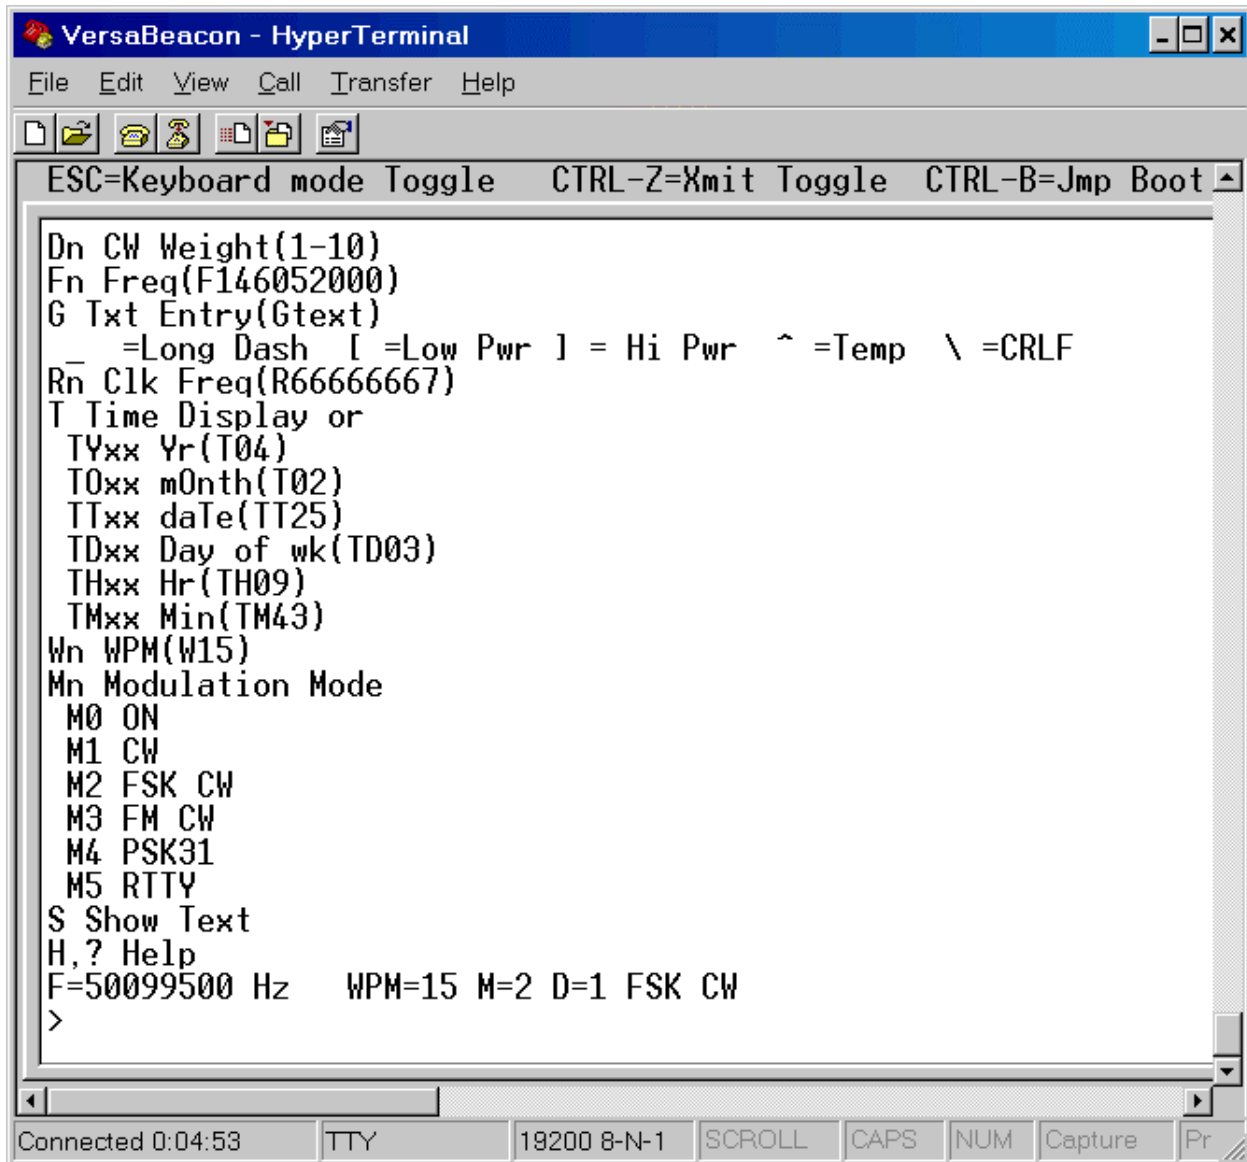 VersaBeacon - HyperTerminal
File Edit View Call Transfer Help
ESC=Keyboard mode Toggle CTRL-Z=Xmit Toggle CTRL-B=Jmp Boot
Dn CW Weight(1-10)
Fn Freq(F146052000)
G Txt Entry(Gtext)
_ =Long Dash [ =Low Pwr ] = Hi Pwr ^ =Temp \ =CRLF
Rn Clk Freq(R66666667)
T Time Display or
TYxx Yr(T04)
TOxx mOnth(T02)
TTxx daTe(TT25)
TDxx Day of wk(TD03)
THxx Hr(TH09)
TMxx Min(TM43)
Wn WPM(W15)
Mn Modulation Mode
M0 ON
M1 CW
M2 FSK CW
M3 FM CW
M4 PSK31
M5 RTTY
S Show Text
H,? Help
F=50099500 Hz WPM=15 M=2 D=1 FSK CW
>
Connected 0:04:53 TTY 19200 8-N-1 SCROLL CAPS NUM Capture Pr